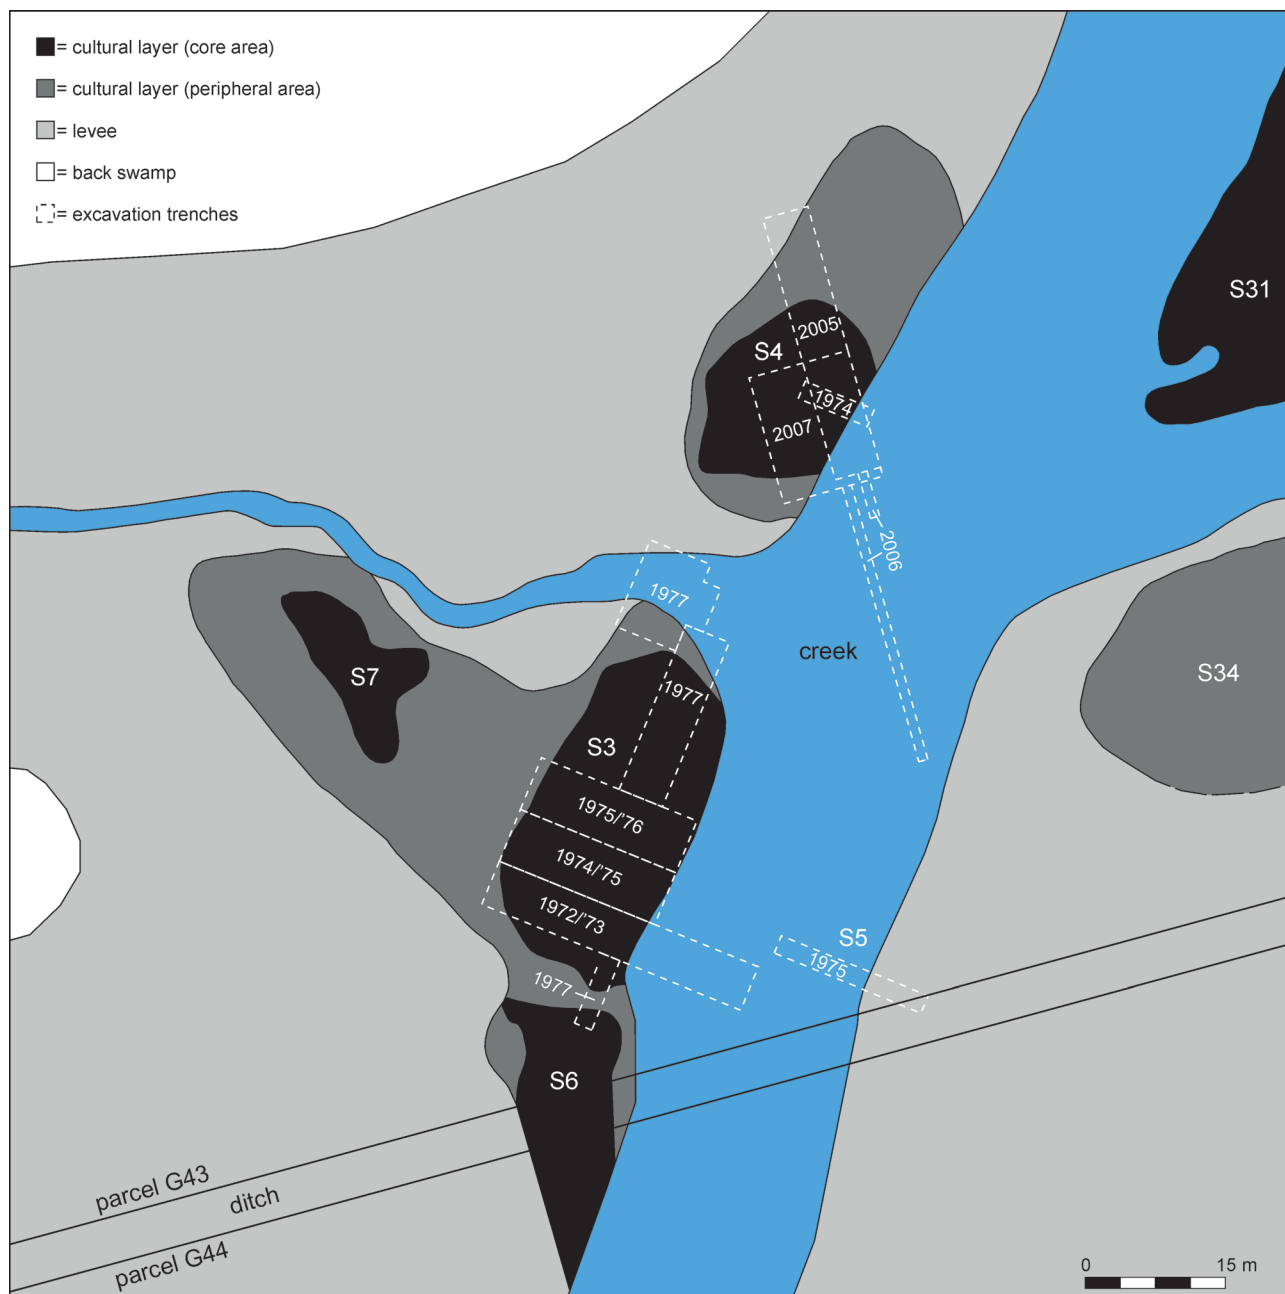 = cultural layer (core area)
= cultural layer (peripheral area)
= levee
= back swamp
= excavation trenches
S31
2005
S4
1974
2007
2006
1977
creek
S7
S34
1977
S3
1975/'76
1974/'75
1972/'73
S5
1975
1977
S6
parcel G43
ditch
parcel G44
0 15 m